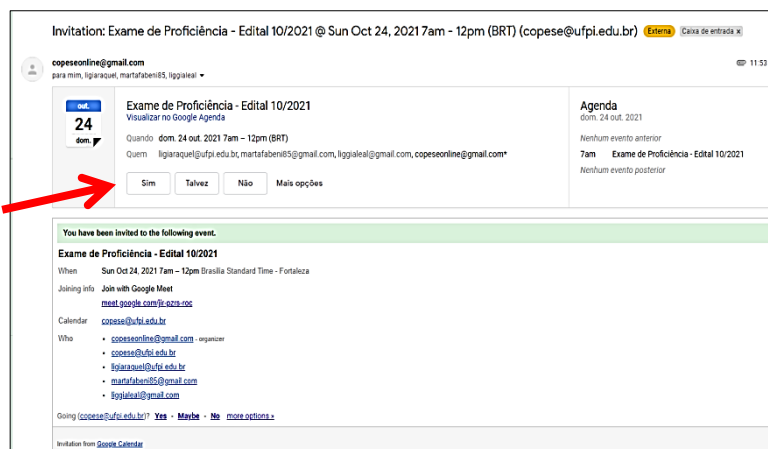 Invitation: Exame de Proficiência - Edital 10/2021 @ Sun Oct 24, 2021 7am - 12pm (BRT) (copese@ufpi.edu.br) Externa Caixa de entrada x
copeseonline@gmail.com 11:53
para mim, ligiaraquel, martafabeni85, liggialeal
out.
24
dom.
Exame de Proficiência - Edital 10/2021
Visualizar no Google Agenda
Quando dom. 24 out. 2021 7am – 12pm (BRT)
Quem ligiaraquel@ufpi.edu.br, martafabeni85@gmail.com, liggialeal@gmail.com, copeseonline@gmail.com*
Sim Talvez Não Mais opções
Agenda
dom. 24 out. 2021
Nenhum evento anterior
7am Exame de Proficiência - Edital 10/2021
Nenhum evento posterior
You have been invited to the following event.
Exame de Proficiência - Edital 10/2021
When Sun Oct 24, 2021 7am – 12pm Brasilia Standard Time - Fortaleza
Joining info Join with Google Meet
meet.google.com/jir-pzrs-roc
Calendar copese@ufpi.edu.br
Who • copeseonline@gmail.com - organizer
• copese@ufpi.edu.br
• ligiaraquel@ufpi.edu.br
• martafabeni85@gmail.com
• liggialeal@gmail.com
Going (copese@ufpi.edu.br)? Yes - Maybe - No more options »
Invitation from Google Calendar